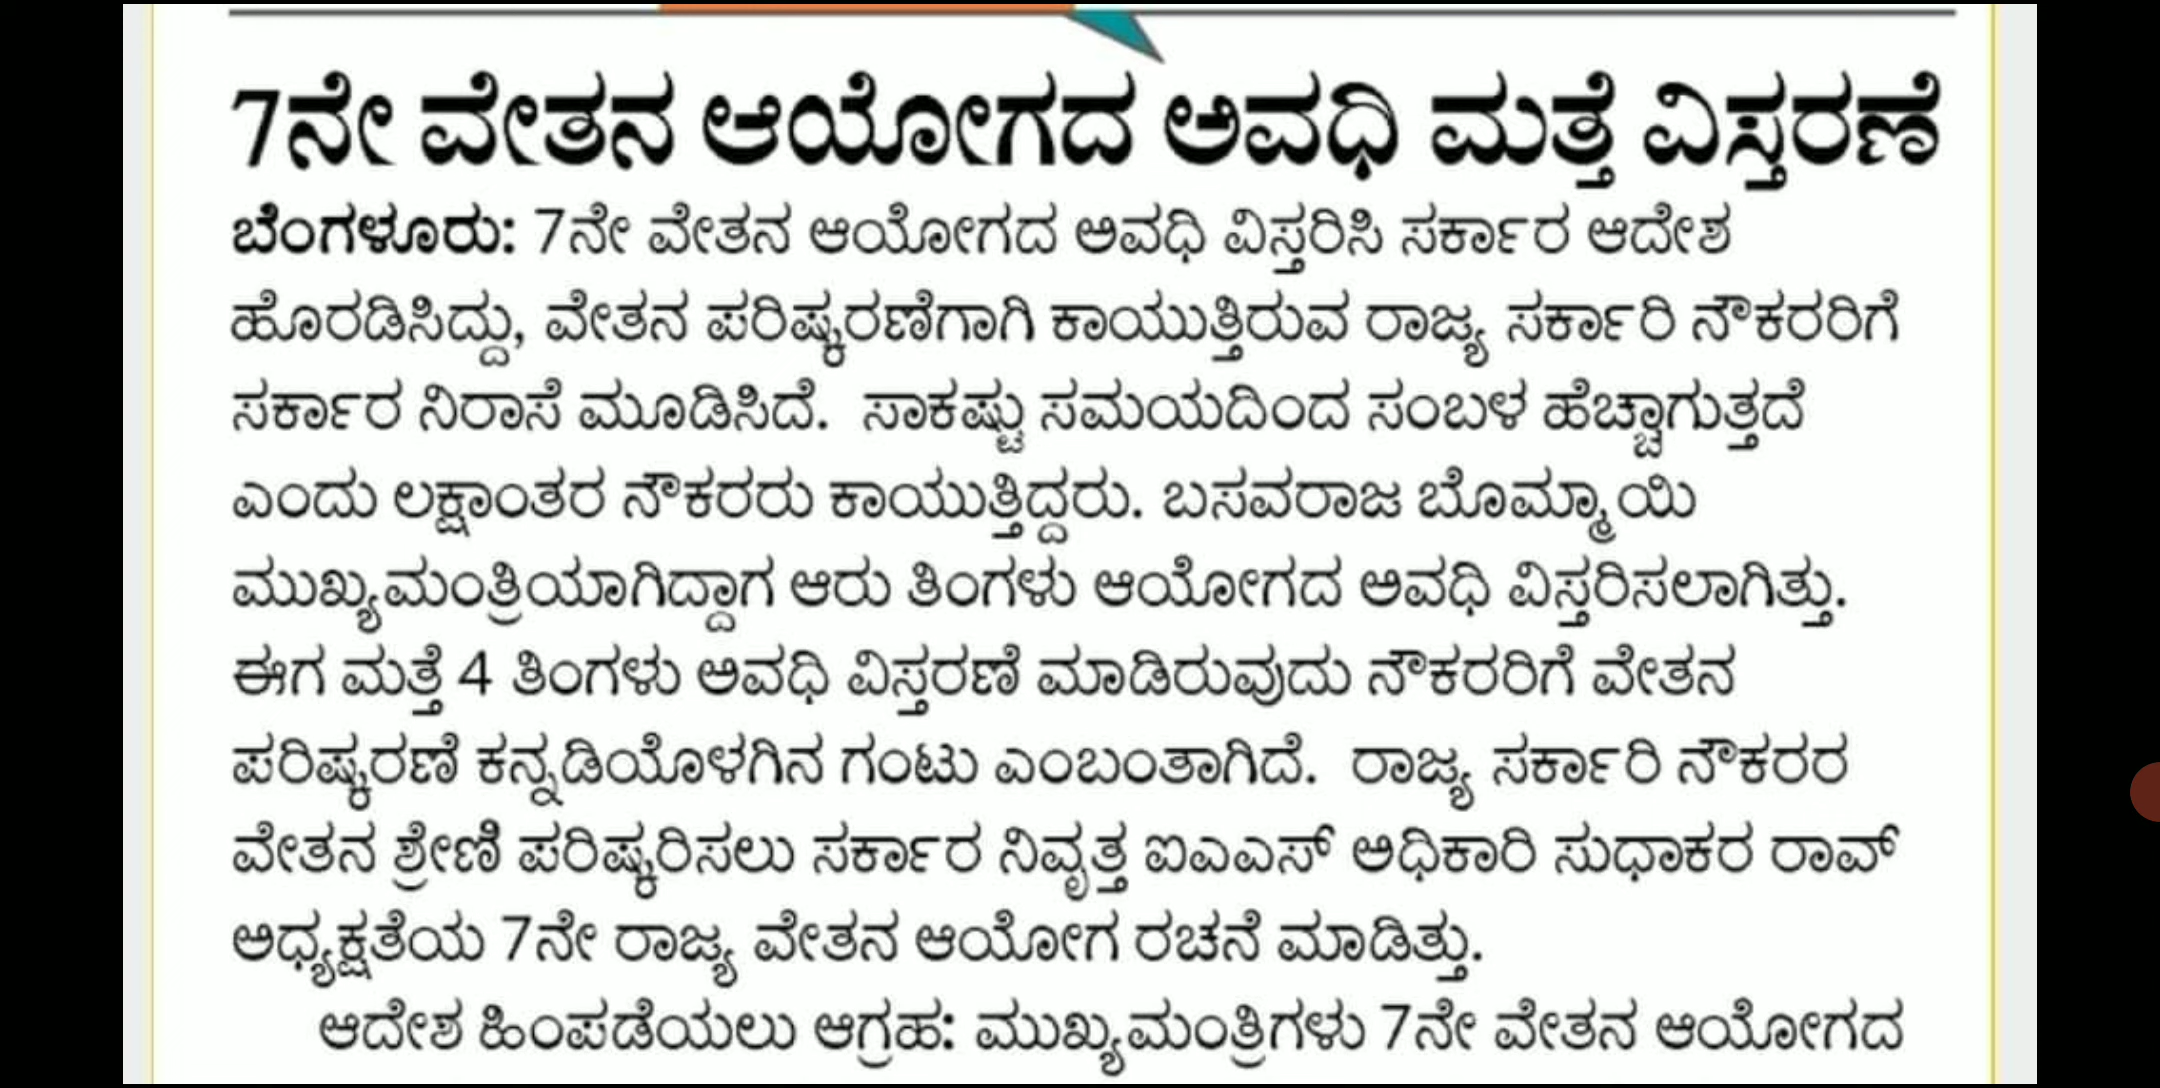 7ನೇ ವೇತನ ಆಯೋಗದ ಅವಧಿ ಮತ್ತೆ ವಿಸ್ತರಣೆ
ಬೆಂಗಳೂರು: 7ನೇ ವೇತನ ಆಯೋಗದ ಅವಧಿ ವಿಸ್ತರಿಸಿ ಸರ್ಕಾರ ಆದೇಶ
ಹೊರಡಿಸಿದ್ದು, ವೇತನ ಪರಿಷ್ಕರಣೆಗಾಗಿ ಕಾಯುತ್ತಿರುವ ರಾಜ್ಯ ಸರ್ಕಾರಿ ನೌಕರರಿಗೆ
ಸರ್ಕಾರ ನಿರಾಸೆ ಮೂಡಿಸಿದೆ. ಸಾಕಷ್ಟು ಸಮಯದಿಂದ ಸಂಬಳ ಹೆಚ್ಚಾಗುತ್ತದೆ
ಎಂದು ಲಕ್ಷಾಂತರ ನೌಕರರು ಕಾಯುತ್ತಿದ್ದರು. ಬಸವರಾಜ ಬೊಮ್ಮಾಯಿ
ಮುಖ್ಯಮಂತ್ರಿಯಾಗಿದ್ದಾಗ ಆರು ತಿಂಗಳು ಆಯೋಗದ ಅವಧಿ ವಿಸ್ತರಿಸಲಾಗಿತ್ತು.
ಈಗ ಮತ್ತೆ 4 ತಿಂಗಳು ಅವಧಿ ವಿಸ್ತರಣೆ ಮಾಡಿರುವುದು ನೌಕರರಿಗೆ ವೇತನ
ಪರಿಷ್ಕರಣೆ ಕನ್ನಡಿಯೊಳಗಿನ ಗಂಟು ಎಂಬಂತಾಗಿದೆ. ರಾಜ್ಯ ಸರ್ಕಾರಿ ನೌಕರರ
ವೇತನ ಶ್ರೇಣಿ ಪರಿಷ್ಕರಿಸಲು ಸರ್ಕಾರ ನಿವೃತ್ತ ಐಎಎಸ್ ಅಧಿಕಾರಿ ಸುಧಾಕರ ರಾವ್
ಅಧ್ಯಕ್ಷತೆಯ 7ನೇ ರಾಜ್ಯ ವೇತನ ಆಯೋಗ ರಚನೆ ಮಾಡಿತ್ತು.
ಆದೇಶ ಹಿಂಪಡೆಯಲು ಆಗ್ರಹ: ಮುಖ್ಯಮಂತ್ರಿಗಳು 7ನೇ ವೇತನ ಆಯೋಗದ